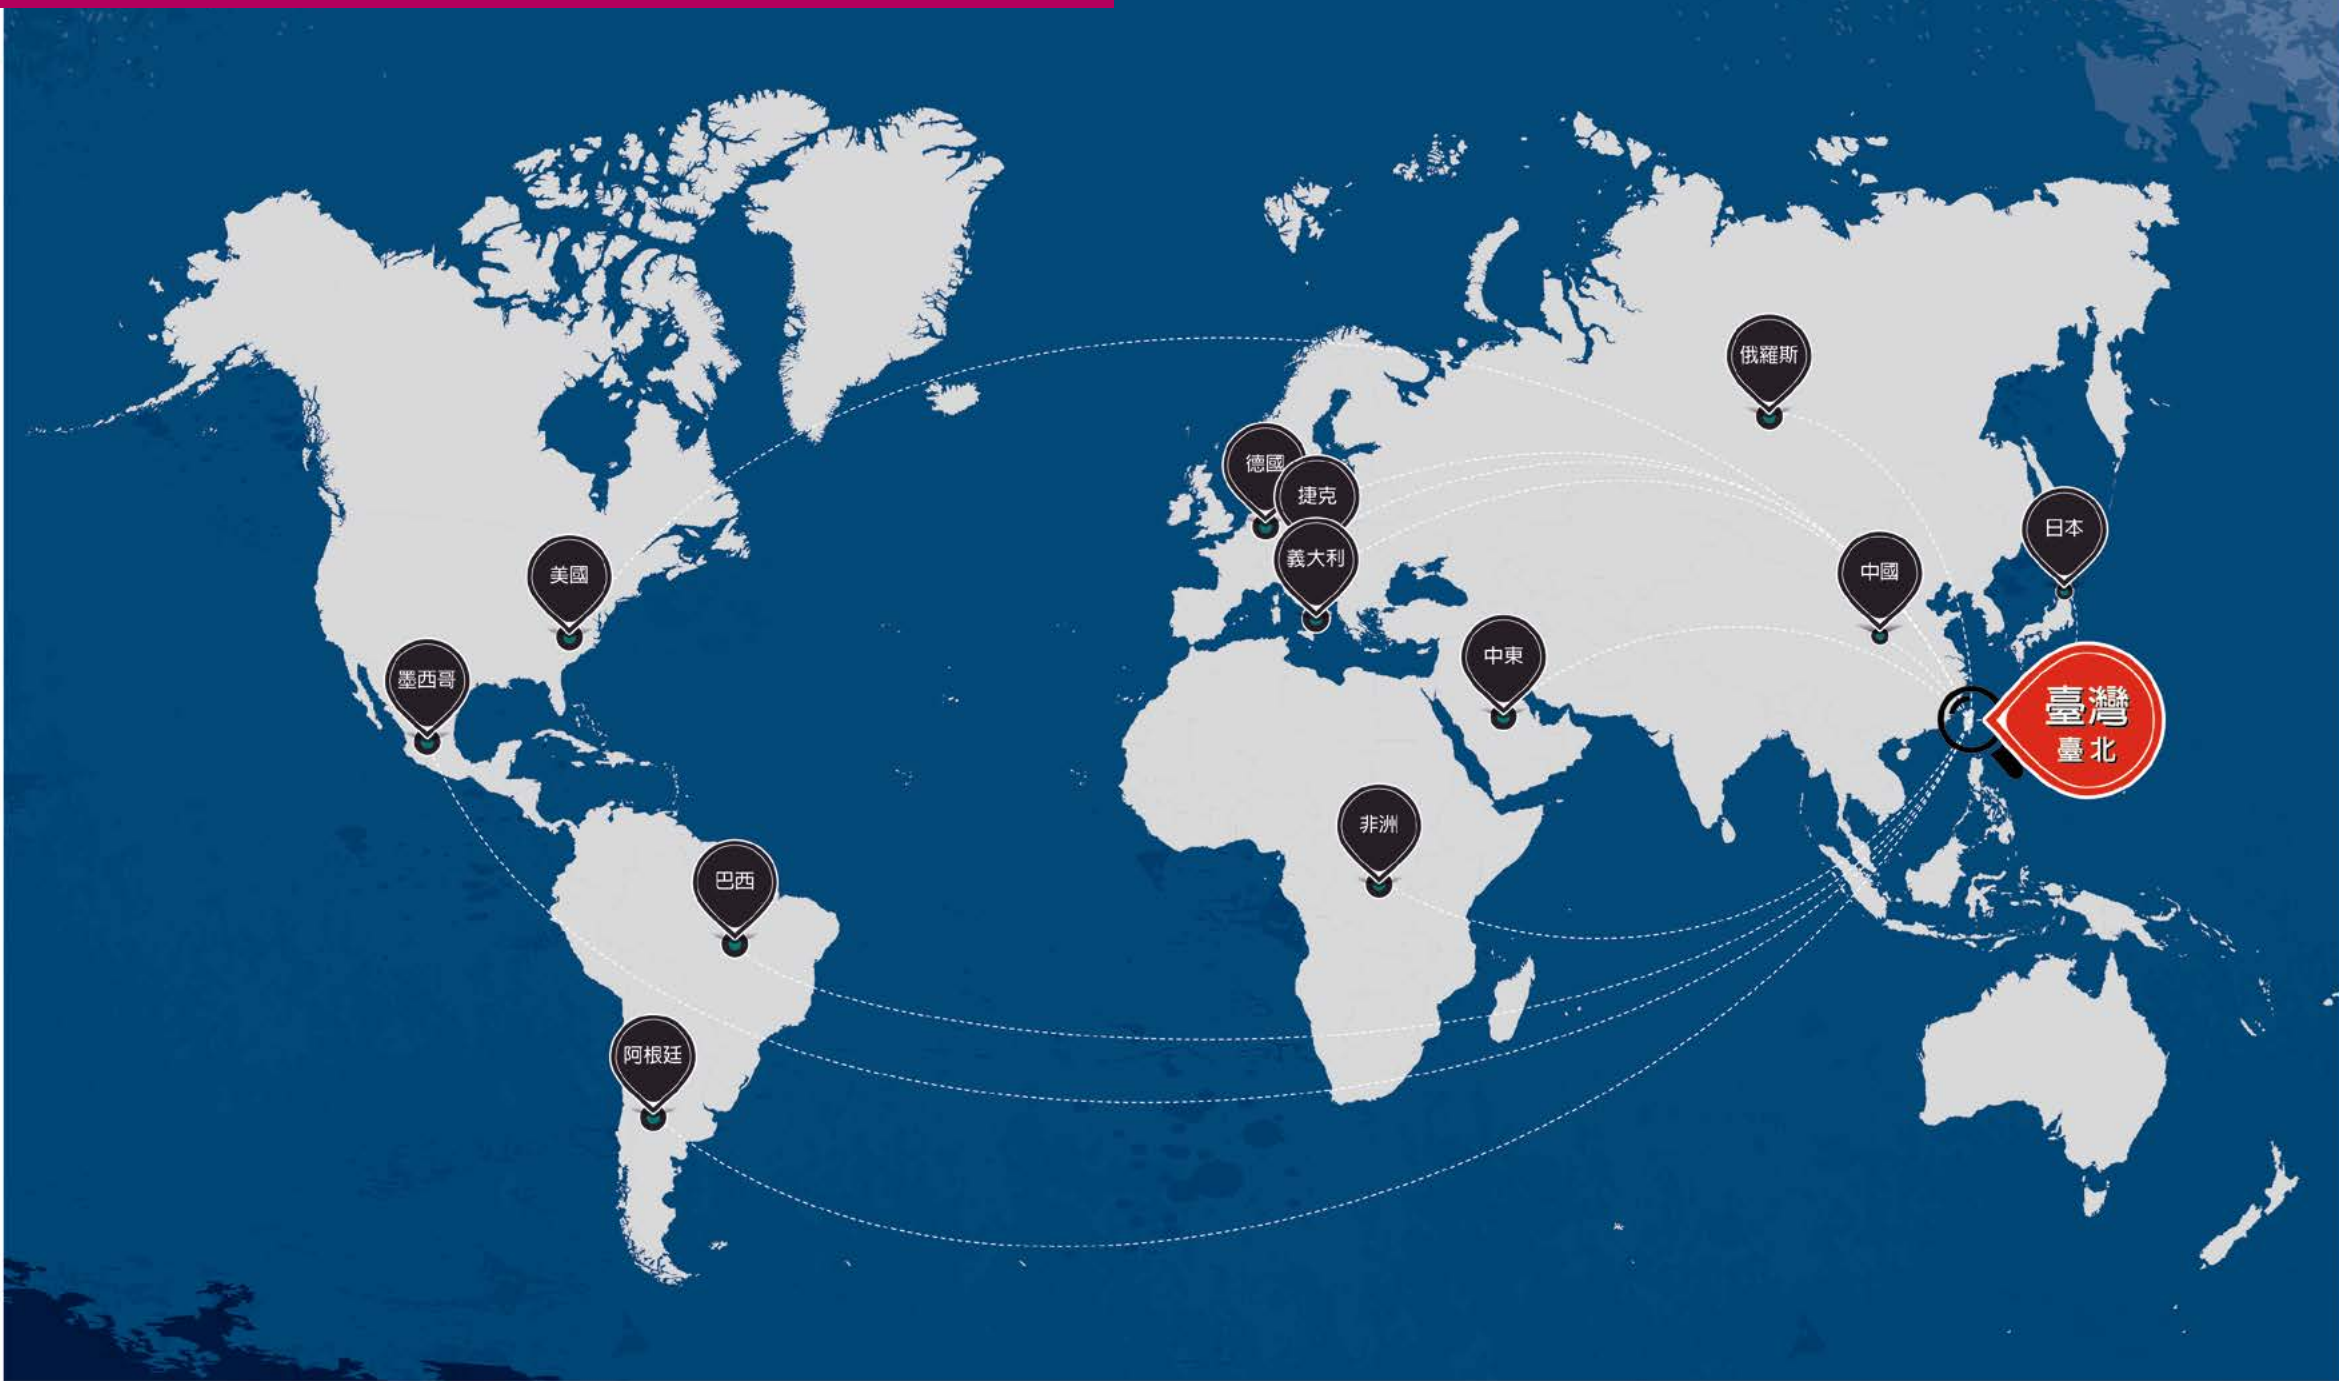 俄羅斯
德國
捷克
日本
義大利
中國
美國
中東
墨西哥
臺灣
臺北
非洲
巴西
阿根廷